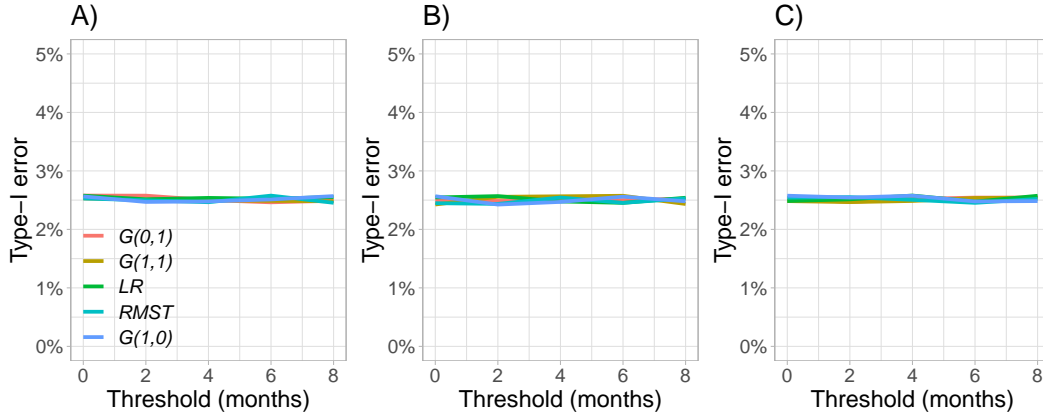 A)
B)
C)
Type−I error
5%
4%
3%
2%
1%
0%
G(0,1)
G(1,1)
LR
RMST
G(1,0)
0 2 4 6 8
Threshold (months)
Type−I error
5%
4%
3%
2%
1%
0%
0 2 4 6 8
Threshold (months)
Type−I error
5%
4%
3%
2%
1%
0%
0 2 4 6 8
Threshold (months)